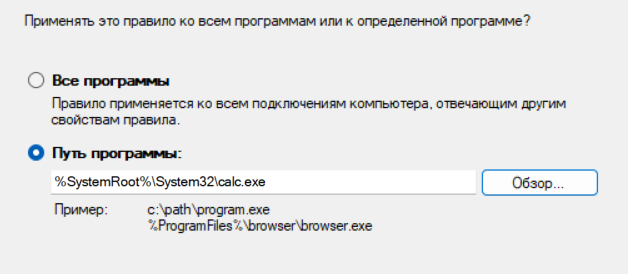 Применять это правило ко всем программам или к определенной программе?
Все программы
Правило применяется ко всем подключениям компьютера, отвечающим другим
свойствам правила.
Путь программы:
%SystemRoot%\System32\calc.exe
Обзор...
Пример: c:\path\program.exe
%ProgramFiles%\browser\browser.exe